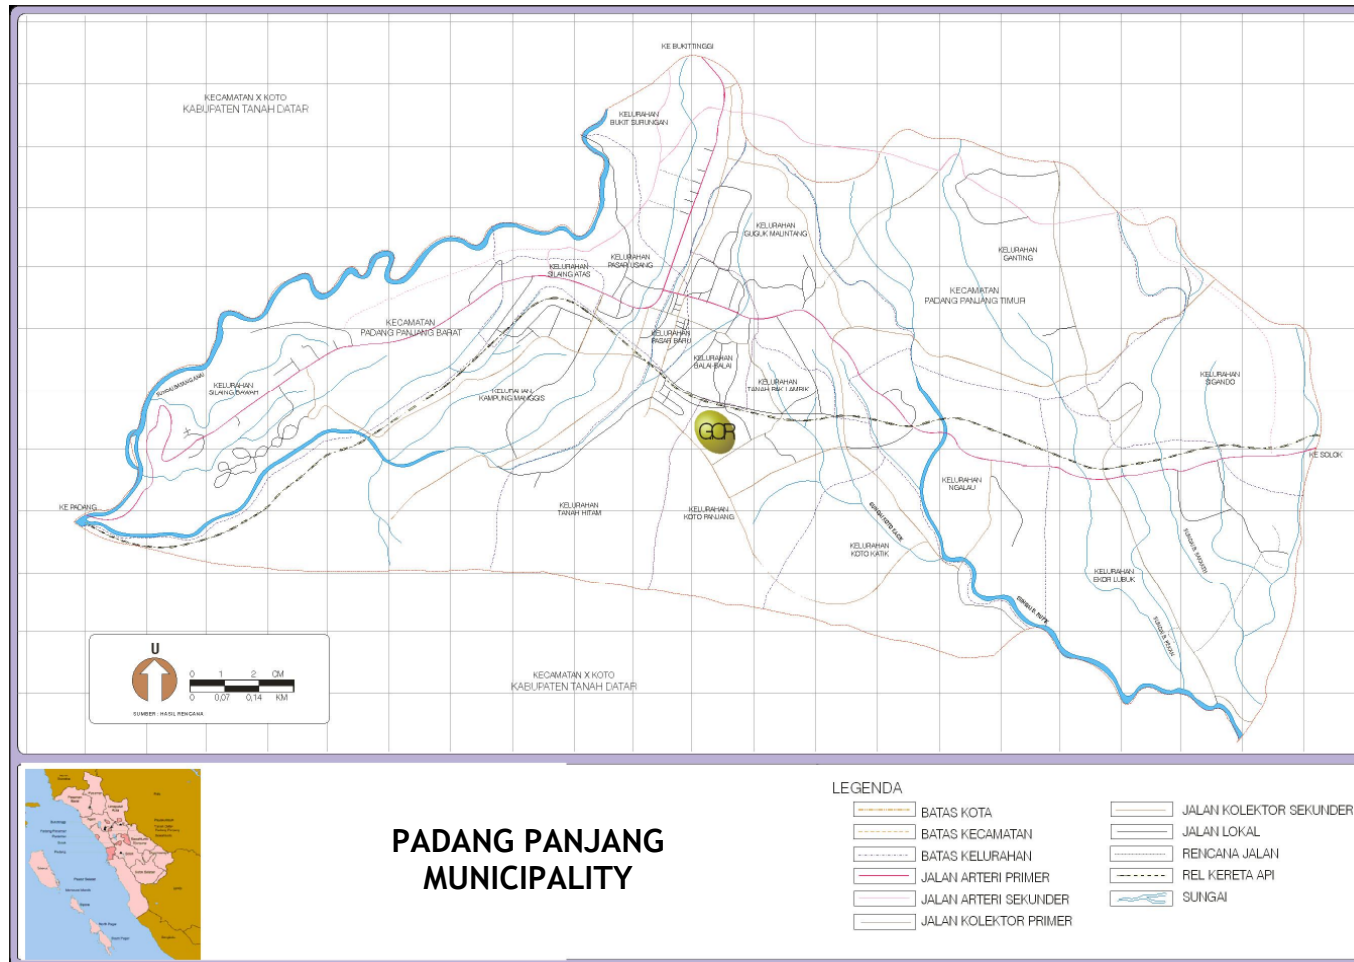 KE BUKITTINGGI
KECAMATAN X KOTO
KABUPATEN TANAH DATAR
KELURAHAN
BUKIT SURUNGAN
KELURAHAN
GUGUK MALINTANG
KELURAHAN
GANTING
KELURAHAN
PASAR USANG
KELURAHAN
SILAING ATAS
KECAMATAN
PADANG PANJANG TIMUR
KECAMATAN
PADANG PANJANG BARAT
KELURAHAN
PASAR BARU
KELURAHAN
BALAI-BALAI
KELURAHAN
TANAH PAK LAMBIK
KELURAHAN
SIGANDO
KELURAHAN
SILAING BAWAH
KELURAHAN
KAMPUNG MANGGIS
GOR
KE SOLOK
KELURAHAN
NGALAU
KE PADANG
KELURAHAN
TANAH HITAM
KELURAHAN
KOTO PANJANG
KELURAHAN
KOTO KATIK
KELURAHAN
EKOR LUBUK
U
0 1 2 CM
0 0,07 0,14 KM
SUMBER : HASIL RENCANA
KECAMATAN X KOTO
KABUPATEN TANAH DATAR
PADANG PANJANG
MUNICIPALITY
LEGENDA
BATAS KOTA
BATAS KECAMATAN
BATAS KELURAHAN
JALAN ARTERI PRIMER
JALAN ARTERI SEKUNDER
JALAN KOLEKTOR PRIMER
JALAN KOLEKTOR SEKUNDER
JALAN LOKAL
RENCANA JALAN
REL KERETA API
SUNGAI